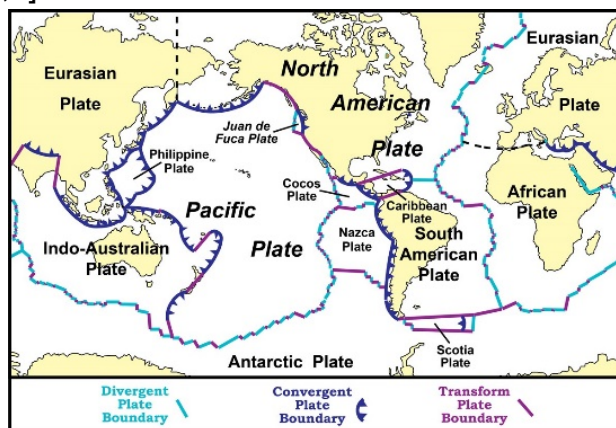 Eurasian
Plate
North
American
Plate
Eurasian
Plate
Juan de
Fuca Plate
Philippine
Plate
Cocos
Plate
Caribbean
Plate
African
Plate
Pacific
Plate
Nazca
Plate
South
American
Plate
Indo-Australian
Plate
Scotia
Plate
Antarctic Plate
Divergent
Plate
Boundary
Convergent
Plate
Boundary
Transform
Plate
Boundary